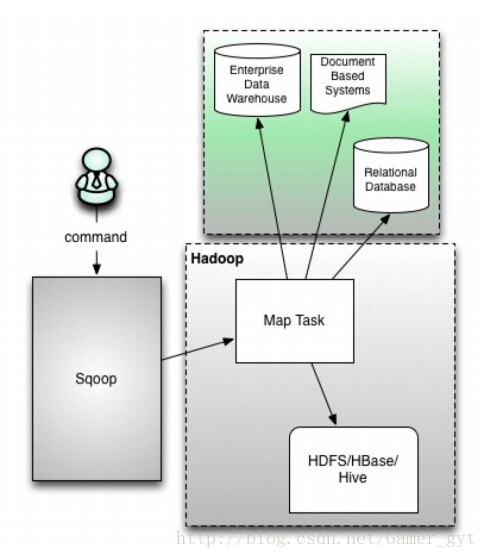 Enterprise
Data
Warehouse
Document
Based
Systems
Relational
Database
command
Hadoop
Map Task
Sqoop
HDFS/HBase/
Hive
http://blog.csdn.net/Gamer_gyt